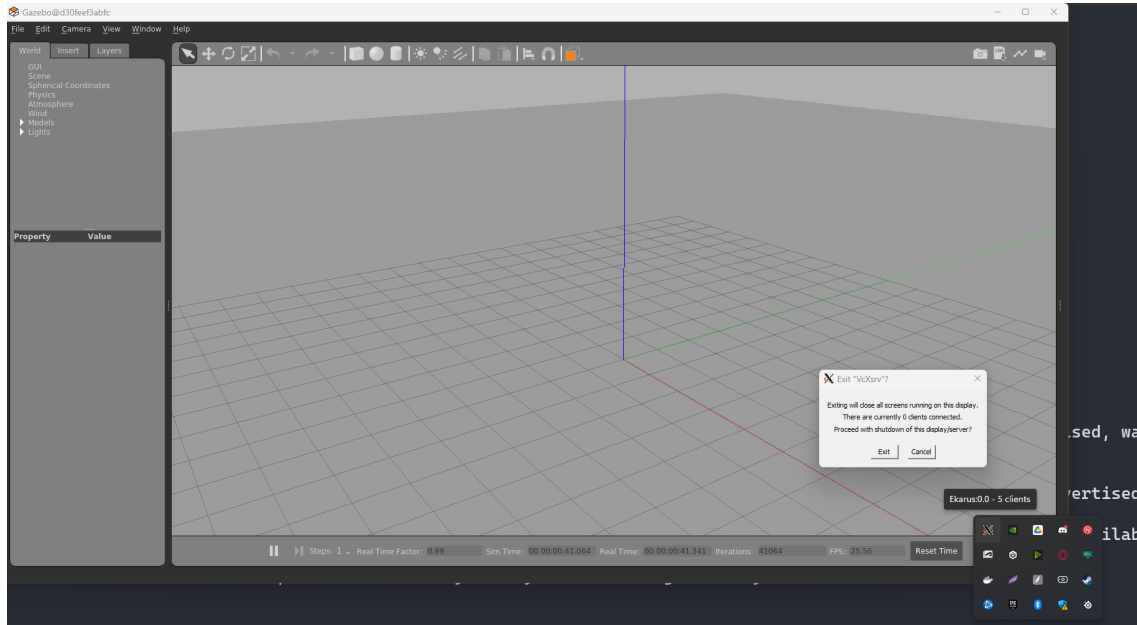 Gazebo@d30feef3abfc
File Edit Camera View Window Help
World Insert Layers
GUI
Scene
Spherical Coordinates
Physics
Atmosphere
Wind
Models
Lights
Property Value
Exit "VcXsrv"?
Exiting will close all screens running on this display.
There are currently 0 clients connected.
Proceed with shutdown of this display/server?
Exit Cancel
.sed, wa
Ekarus:0.0 - 5 clients
vertised
ilab
Steps: 1 Real Time Factor: 0.99 Sim Time: 00 00:00:41.064 Real Time: 00 00:00:41.341 Iterations: 41064 FPS: 25.56 Reset Time